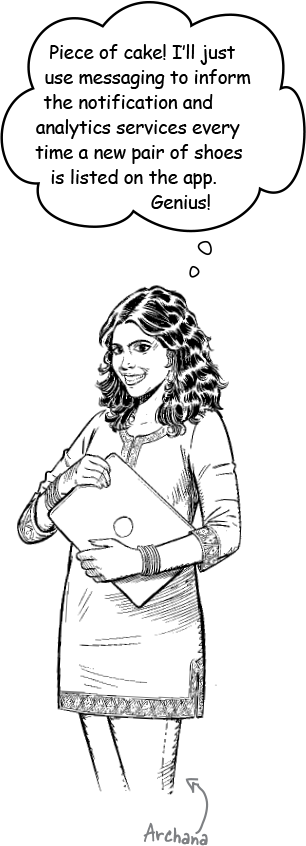 Piece of cake! I'll just
use messaging to inform
the notification and
analytics services every
time a new pair of shoes
is listed on the app.
Genius!
Archana